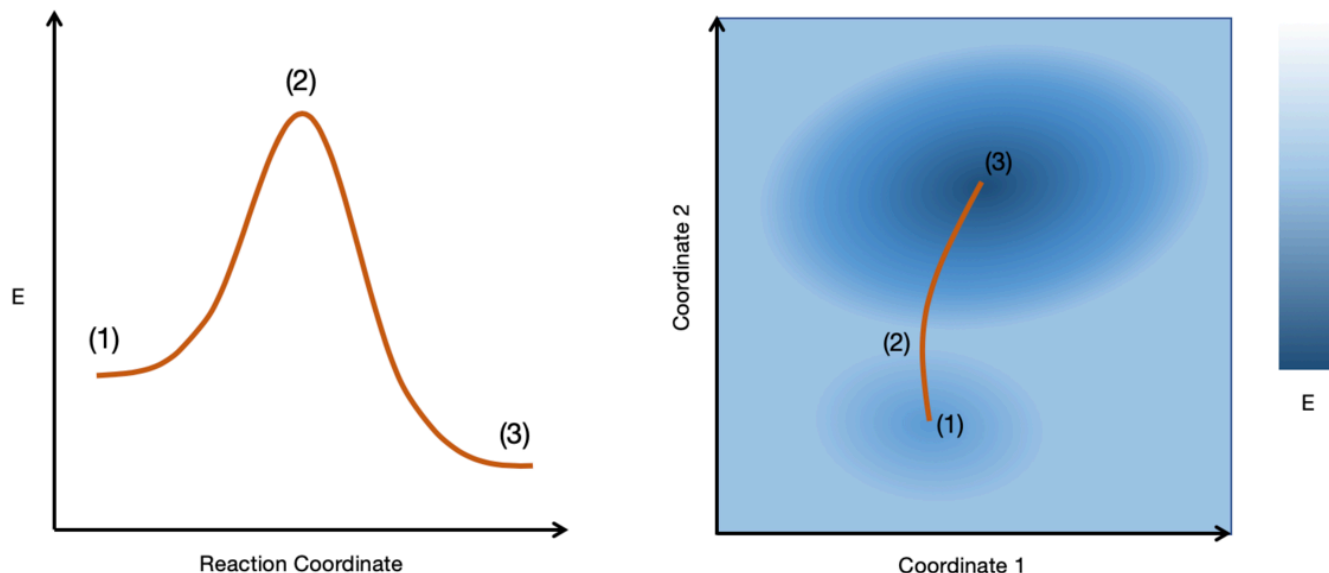 (2)
(1)
(3)
E
Reaction Coordinate
(3)
(2)
(1)
Coordinate 2
Coordinate 1
E